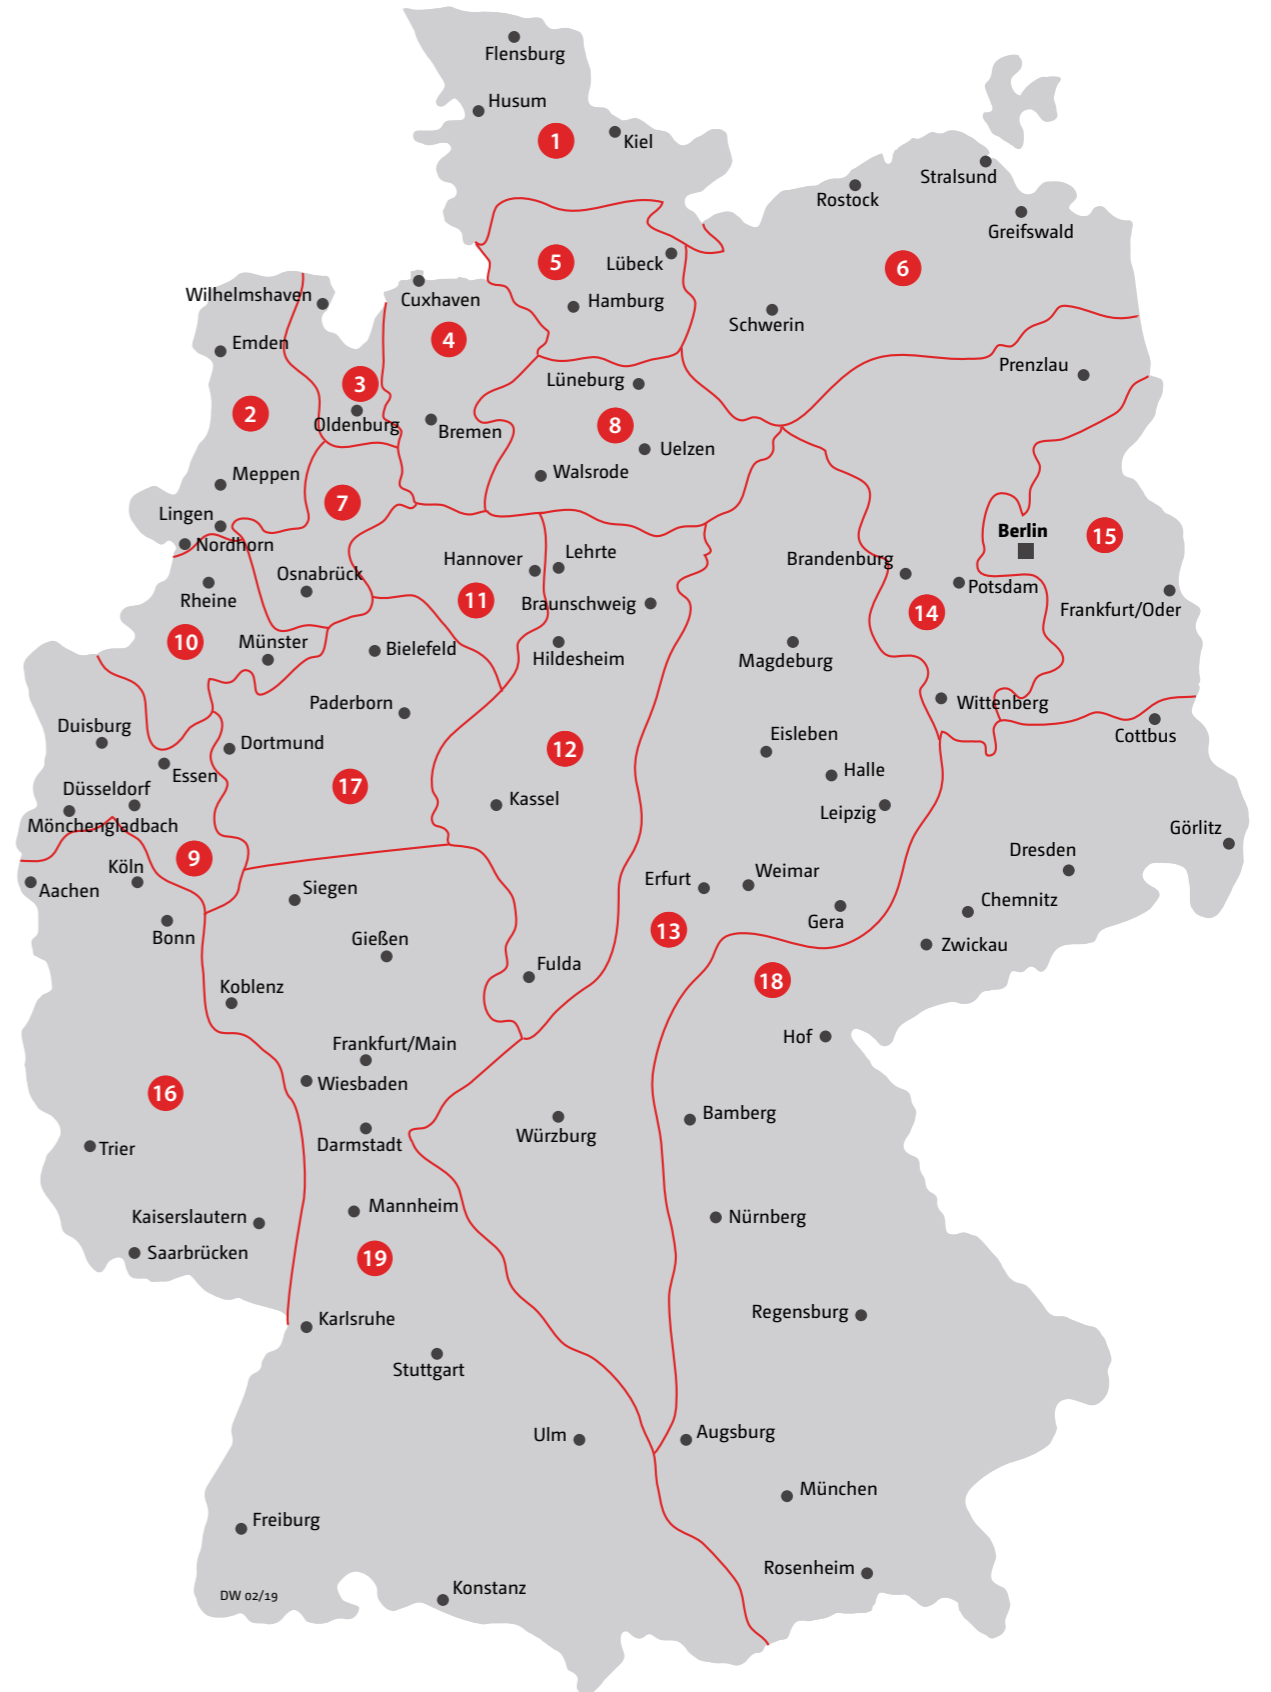 Flensburg
Husum
1
Kiel
Stralsund
Rostock
Greifswald
5
Lübeck
6
Wilhelmshaven
Cuxhaven
Hamburg
Schwerin
Emden
4
Prenzlau
3
Lüneburg
2
Oldenburg
Bremen
8
Uelzen
Meppen
Walsrode
7
Lingen
Berlin
15
Nordhorn
Hannover
Lehrte
Brandenburg
Osnabrück
Potsdam
Rheine
11
Braunschweig
14
Frankfurt/Oder
10
Münster
Bielefeld
Hildesheim
Magdeburg
Paderborn
Wittenberg
Duisburg
Dortmund
12
Eisleben
Cottbus
Essen
Halle
Düsseldorf
17
Kassel
Leipzig
Mönchengladbach
Görlitz
9
Dresden
Köln
Aachen
Siegen
Erfurt
Weimar
Chemnitz
Bonn
Gießen
13
Gera
Zwickau
Fulda
18
Koblenz
Hof
Frankfurt/Main
16
Wiesbaden
Bamberg
Trier
Darmstadt
Würzburg
Kaiserslautern
Mannheim
Nürnberg
Saarbrücken
19
Karlsruhe
Regensburg
Stuttgart
Ulm
Augsburg
München
Freiburg
Rosenheim
DW 02/19
Konstanz